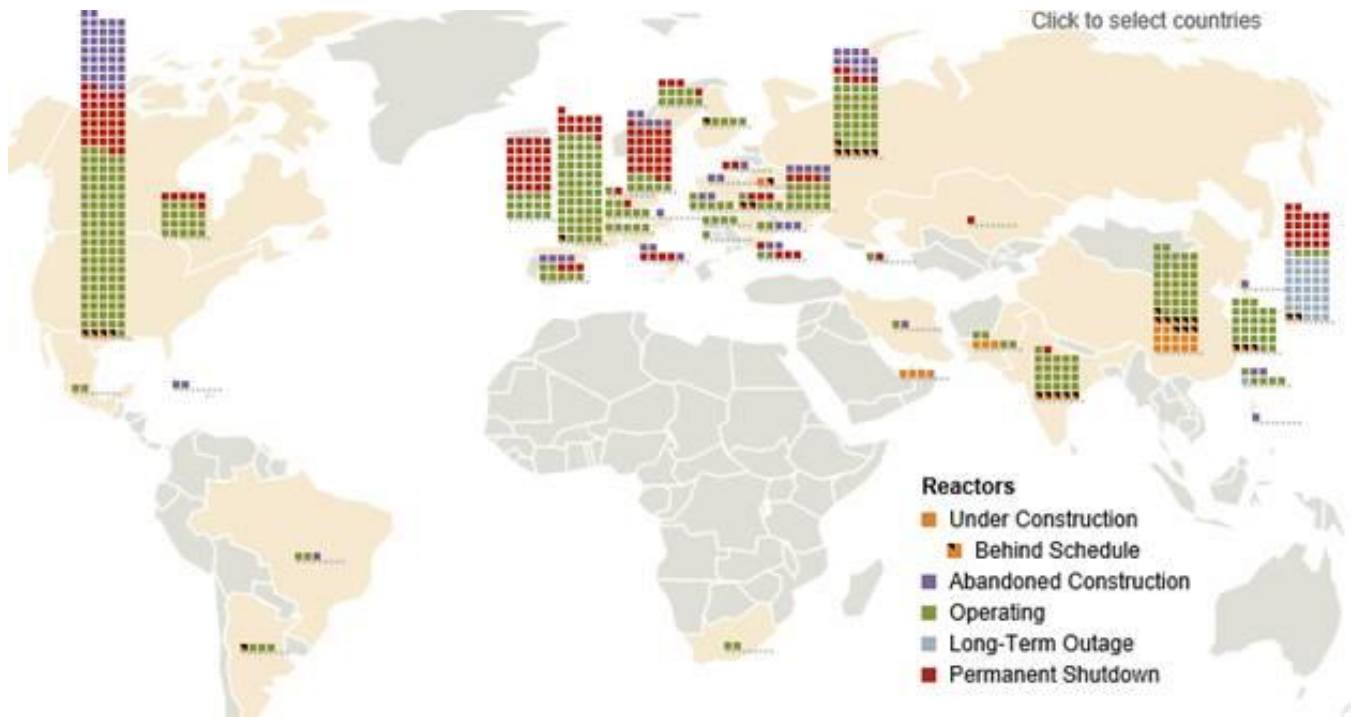 Click to select countries
Reactors
Under Construction
Behind Schedule
Abandoned Construction
Operating
Long-Term Outage
Permanent Shutdown